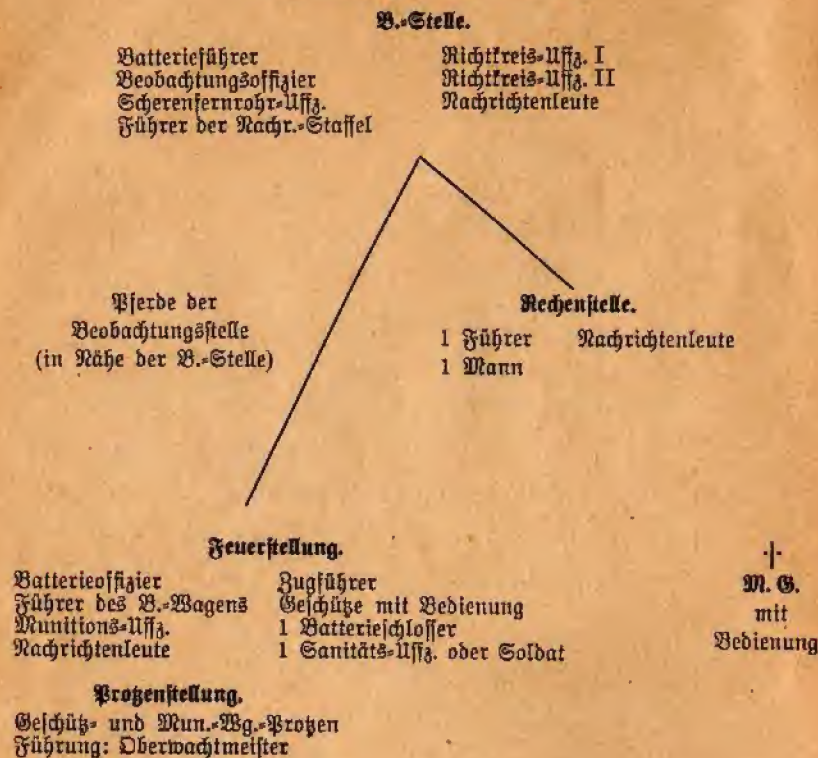 B.-Stelle.
Batterieführer
Beobachtungsoffizier
Scherenfernrohr-Uffz.
Führer der Nachr.-Staffel
Richtkreis-Uffz. I
Richtkreis-Uffz. II
Nachrichtenleute
Pferde der
Beobachtungsstelle
(in Nähe der B.-Stelle)
Rechenstelle.
1 Führer
1 Mann
Nachrichtenleute
Feuerstellung.
Batterieoffizier
Führer des B.-Wagens
Munitions-Uffz.
Nachrichtenleute
Zugführer
Geschütze mit Bedienung
1 Batterieschlosser
1 Sanitäts-Uffz. oder Soldat
M. G.
mit
Bedienung
Protzenstellung.
Geschütz- und Mun.-Wg.-Protzen
Führung: Oberwachtmeister